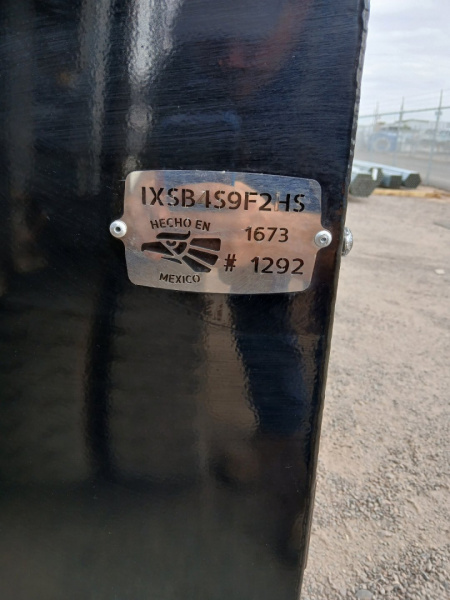 IXSB4S9F2HS
HECHO EN
MEXICO
1673
# 1292